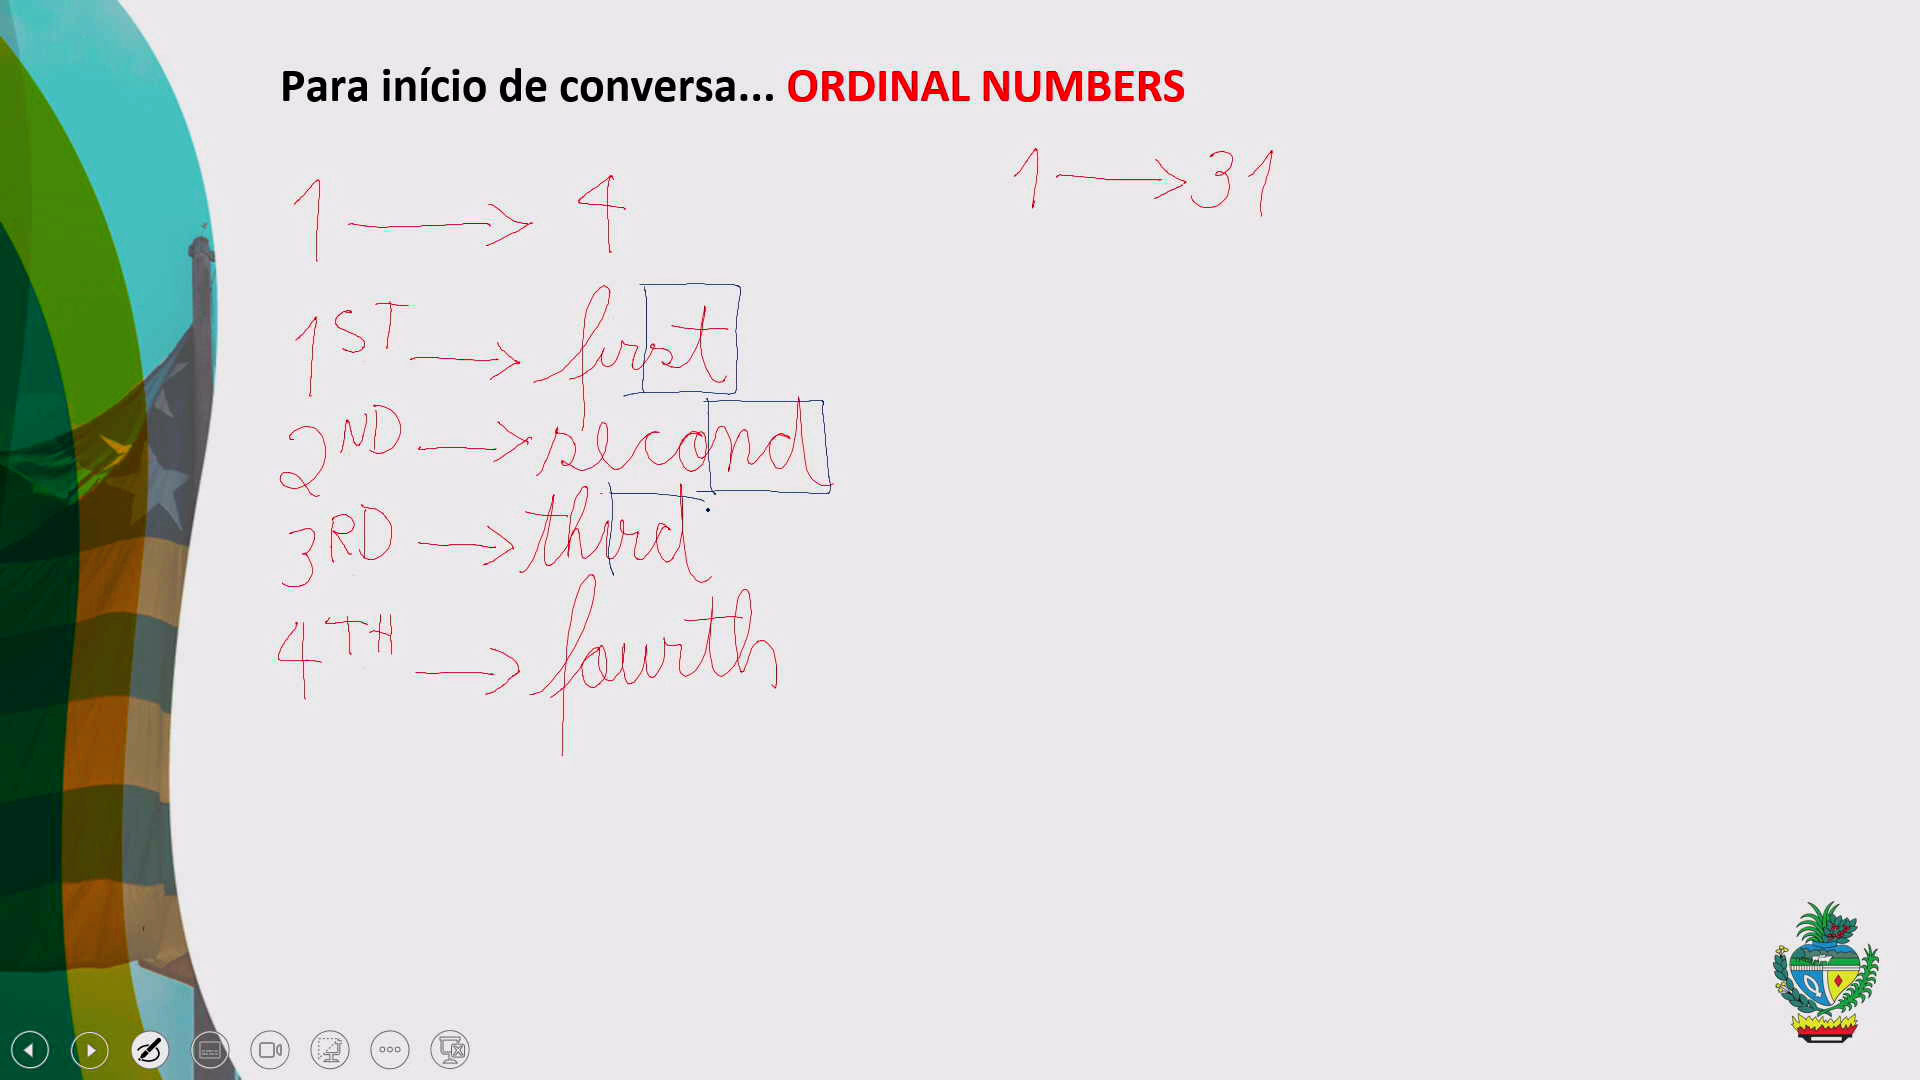 Para início de conversa... ORDINAL NUMBERS
1 → 4
1 → 31
1ST → first
2ND → second
3RD → third
4TH → fourth